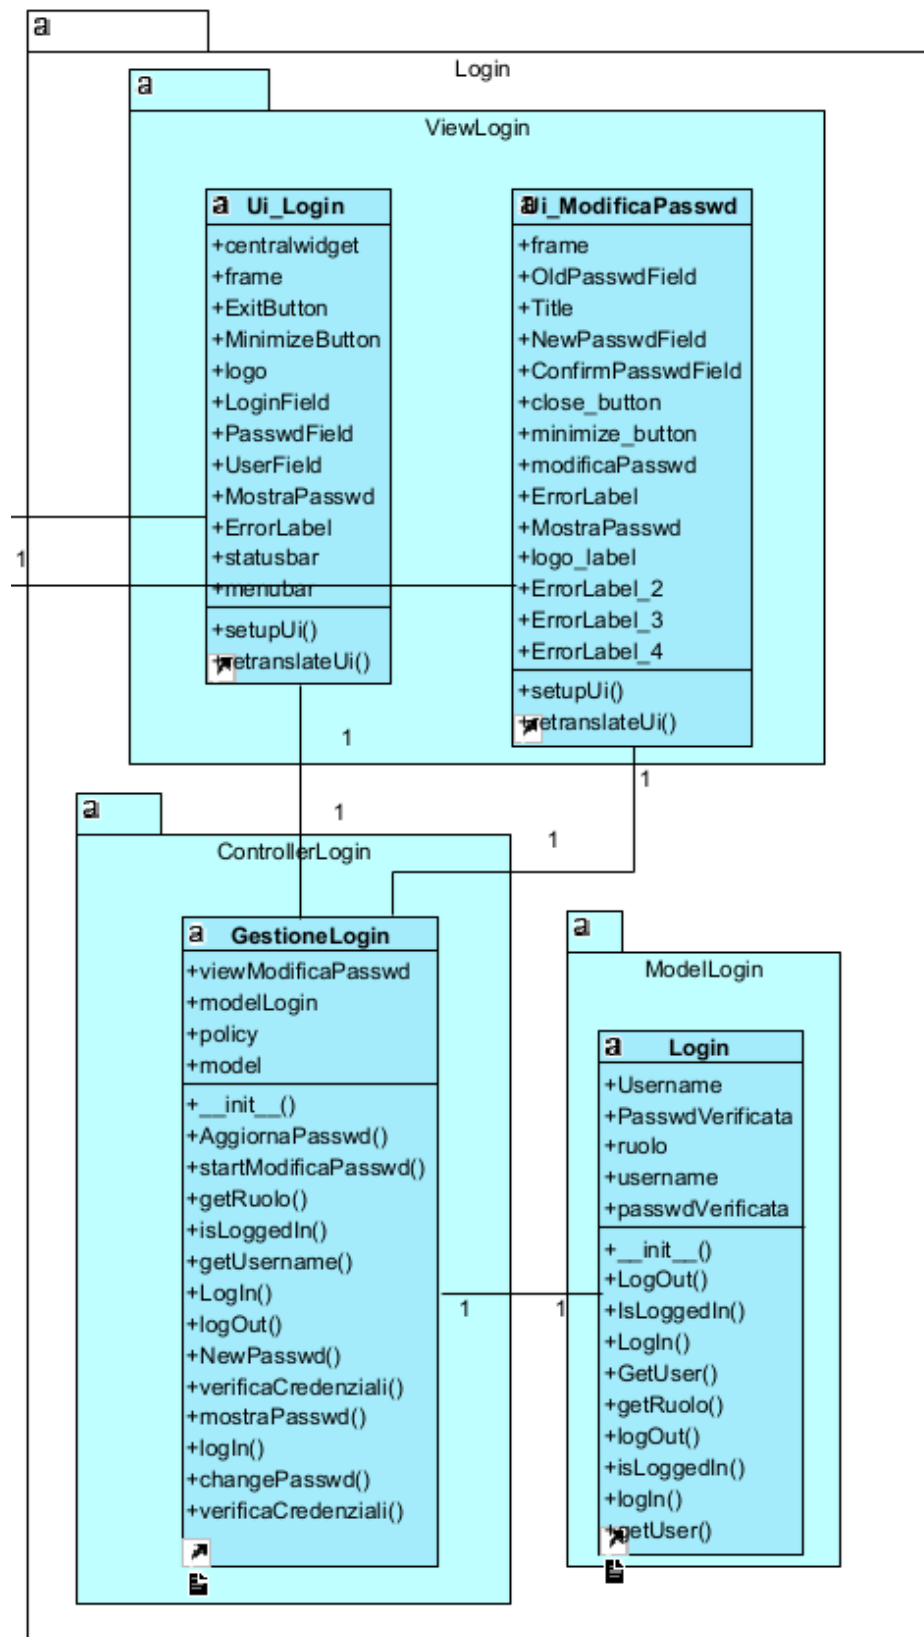 a
Login
a
ViewLogin
a Ui_Login
+centralwidget
+frame
+ExitButton
+MinimizeButton
+logo
+LoginField
+PasswdField
+UserField
+MostraPasswd
+ErrorLabel
+statusbar
+menubar
+setupUi()
+retranslateUi()
a Ui_ModificaPasswd
+frame
+OldPasswdField
+Title
+NewPasswdField
+ConfirmPasswdField
+close_button
+minimize_button
+modificaPasswd
+ErrorLabel
+MostraPasswd
+logo_label
+ErrorLabel_2
+ErrorLabel_3
+ErrorLabel_4
+setupUi()
+retranslateUi()
1
1
1
1
1
a
ControllerLogin
a GestioneLogin
+viewModificaPasswd
+modelLogin
+policy
+model
+__init__()
+AggiornaPasswd()
+startModificaPasswd()
+getRuolo()
+isLoggedIn()
+getUsername()
+LogIn()
+logOut()
+NewPasswd()
+verificaCredenziali()
+mostraPasswd()
+logIn()
+changePasswd()
+verificaCredenziali()
1
1
a
ModelLogin
a Login
+Username
+PasswdVerificata
+ruolo
+username
+passwdVerificata
+__init__()
+LogOut()
+IsLoggedIn()
+LogIn()
+GetUser()
+getRuolo()
+logOut()
+isLoggedIn()
+logIn()
+getUser()